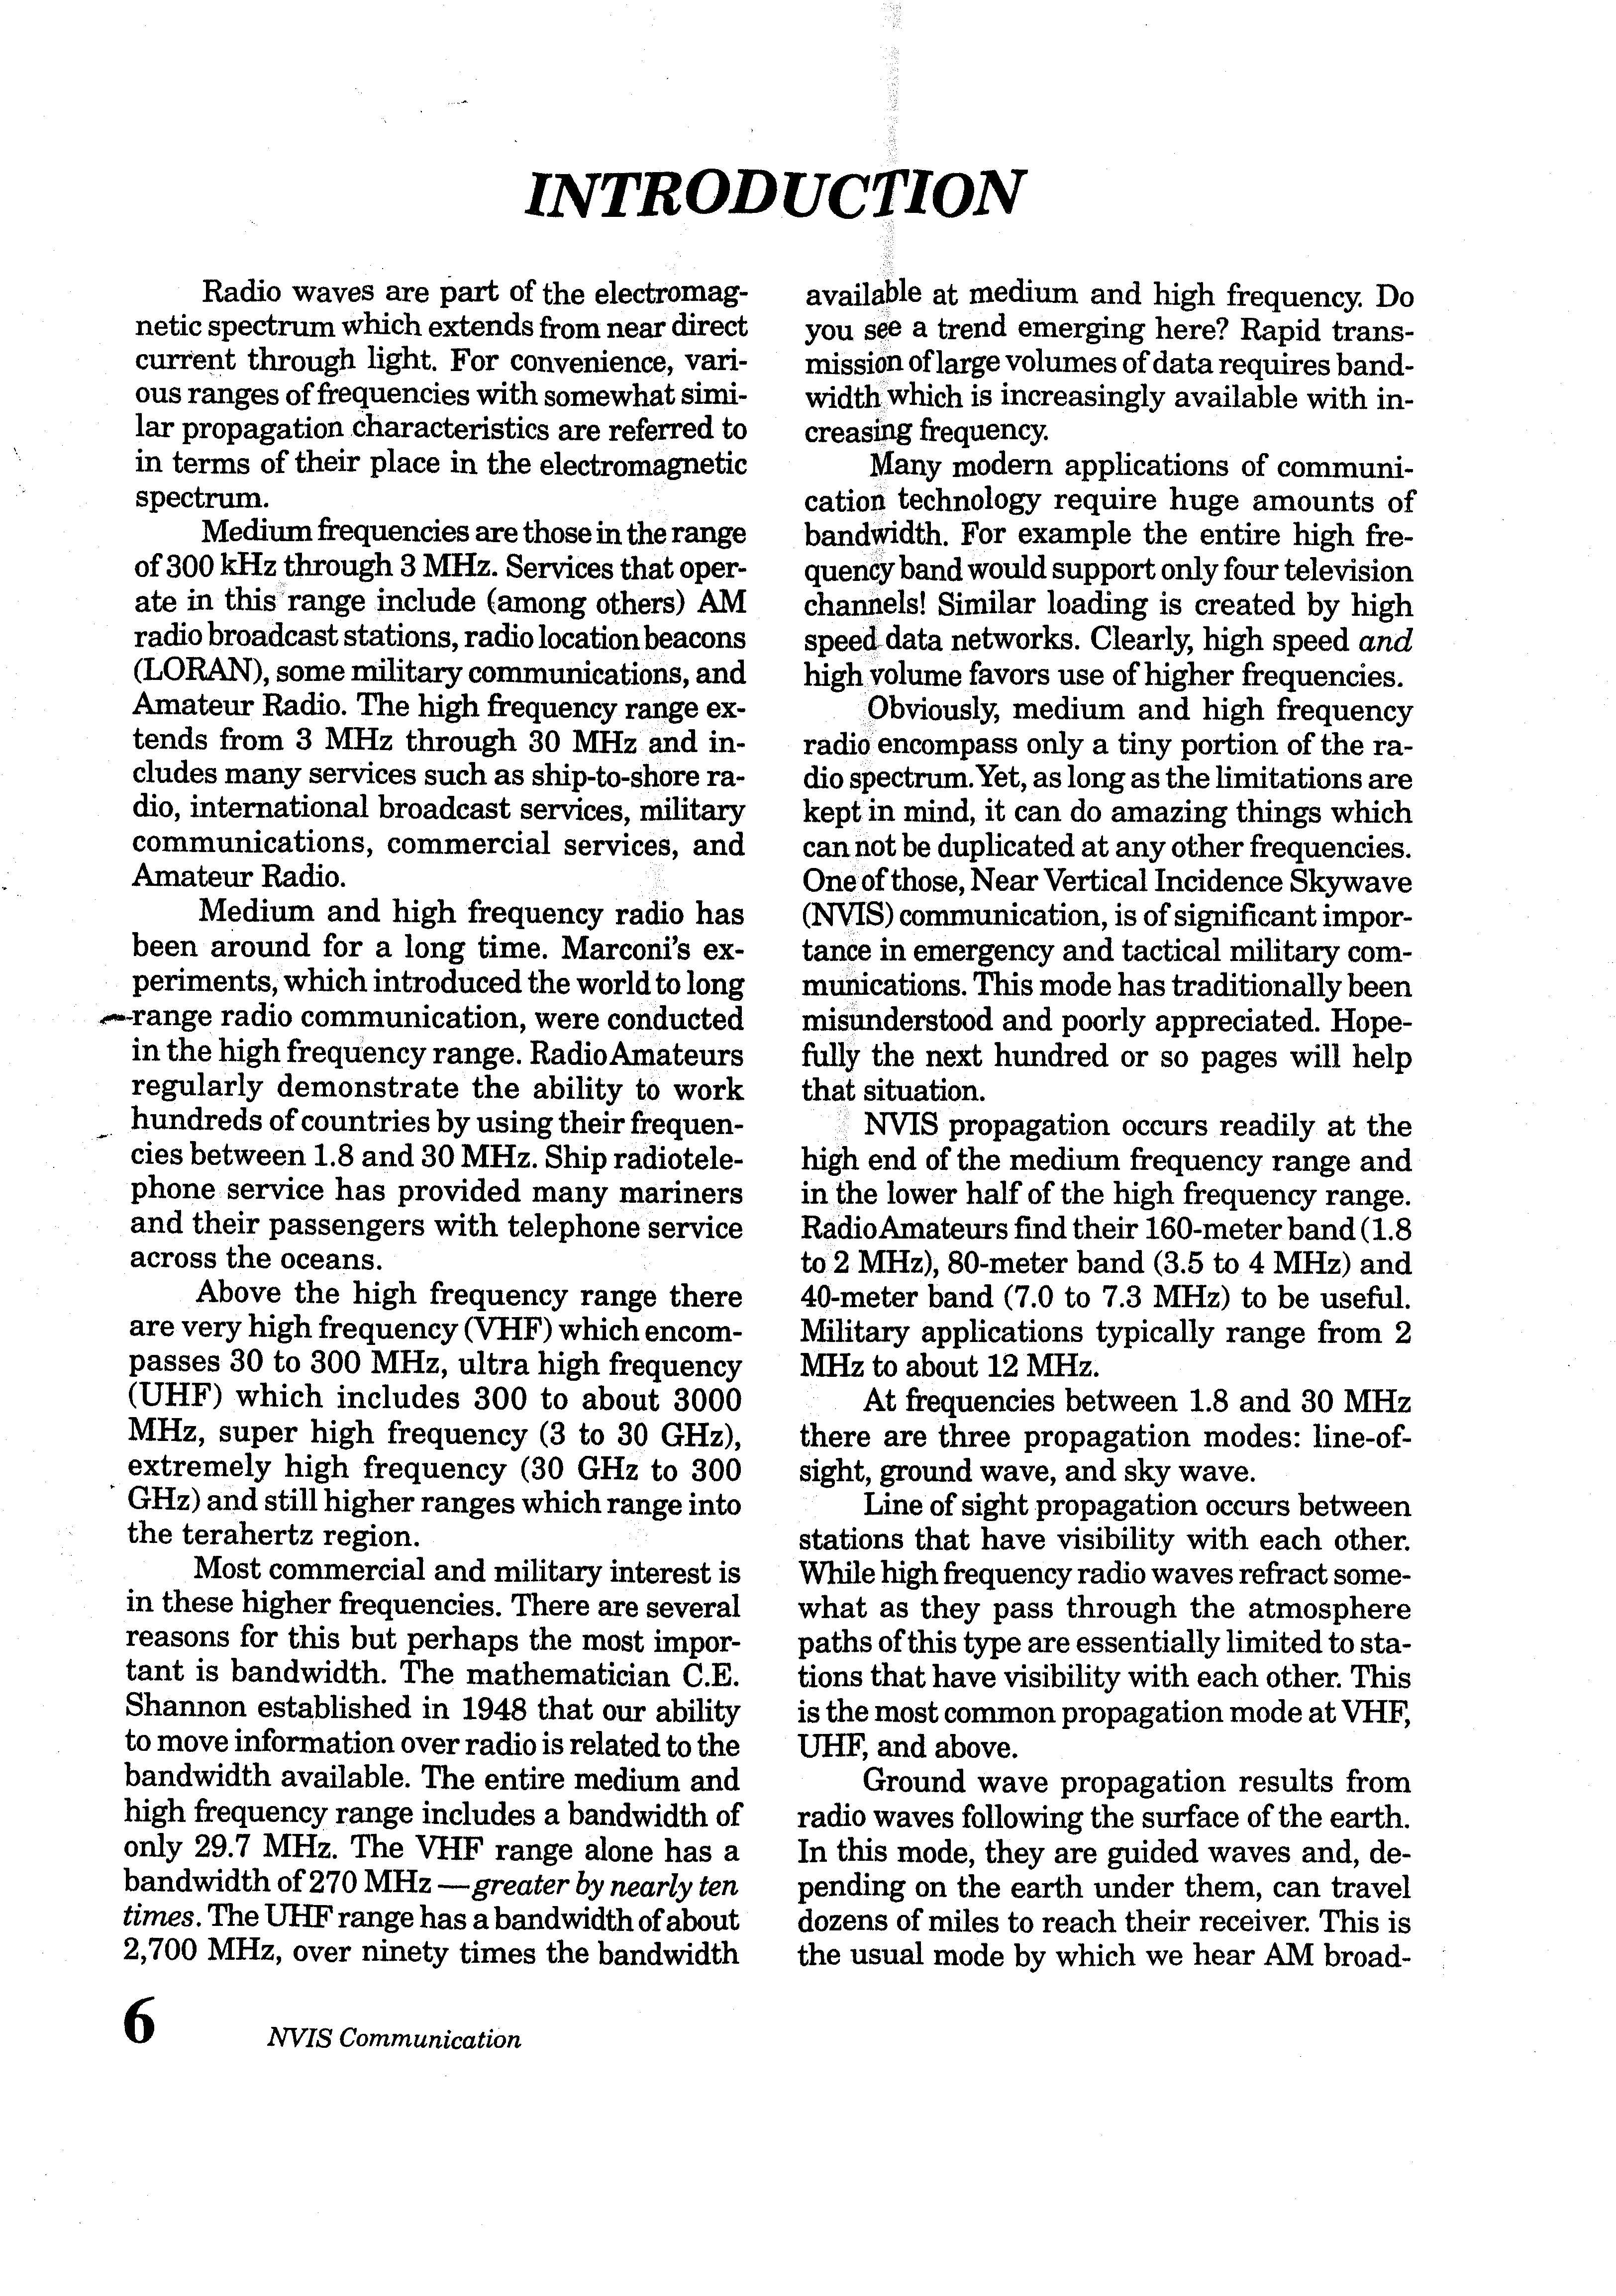 INTRODUCTION
Radio waves are part of the electromag-
netic spectrum which extends from near direct
current through light. For convenience, vari-
ous ranges of frequencies with somewhat simi-
lar propagation characteristics are referred to
in terms of their place in the electromagnetic
spectrum.
Medium frequencies are those in the range
of 300 kHz through 3 MHz. Services that oper-
ate in this range include (among others) AM
radio broadcast stations, radio location beacons
(LORAN), some military communications, and
Amateur Radio. The high frequency range ex-
tends from 3 MHz through 30 MHz and in-
cludes many services such as ship-to-shore ra-
dio, international broadcast services, military
communications, commercial services, and
Amateur Radio.
Medium and high frequency radio has
been around for a long time. Marconi's ex-
periments, which introduced the world to long
range radio communication, were conducted
in the high frequency range. Radio Amateurs
regularly demonstrate the ability to work
hundreds of countries by using their frequen-
cies between 1.8 and 30 MHz. Ship radiotele-
phone service has provided many mariners
and their passengers with telephone service
across the oceans.
Above the high frequency range there
are very high frequency (VHF) which encom-
passes 30 to 300 MHz, ultra high frequency
(UHF) which includes 300 to about 3000
MHz, super high frequency (3 to 30 GHz),
extremely high frequency (30 GHz to 300
GHz) and still higher ranges which range into
the terahertz region.
Most commercial and military interest is
in these higher frequencies. There are several
reasons for this but perhaps the most impor-
tant is bandwidth. The mathematician C.E.
Shannon established in 1948 that our ability
to move information over radio is related to the
bandwidth available. The entire medium and
high frequency range includes a bandwidth of
only 29.7 MHz. The VHF range alone has a
bandwidth of 270 MHz — greater by nearly ten
times. The UHF range has a bandwidth of about
2,700 MHz, over ninety times the bandwidth
available at medium and high frequency. Do
you see a trend emerging here? Rapid trans-
mission of large volumes of data requires band-
width which is increasingly available with in-
creasing frequency.
Many modern applications of communi-
cation technology require huge amounts of
bandwidth. For example the entire high fre-
quency band would support only four television
channels! Similar loading is created by high
speed data networks. Clearly, high speed and
high volume favors use of higher frequencies.
Obviously, medium and high frequency
radio encompass only a tiny portion of the ra-
dio spectrum. Yet, as long as the limitations are
kept in mind, it can do amazing things which
can not be duplicated at any other frequencies.
One of those, Near Vertical Incidence Skywave
(NVIS) communication, is of significant impor-
tance in emergency and tactical military com-
munications. This mode has traditionally been
misunderstood and poorly appreciated. Hope-
fully the next hundred or so pages will help
that situation.
NVIS propagation occurs readily at the
high end of the medium frequency range and
in the lower half of the high frequency range.
Radio Amateurs find their 160-meter band (1.8
to 2 MHz), 80-meter band (3.5 to 4 MHz) and
40-meter band (7.0 to 7.3 MHz) to be useful.
Military applications typically range from 2
MHz to about 12 MHz.
At frequencies between 1.8 and 30 MHz
there are three propagation modes: line-of-
sight, ground wave, and sky wave.
Line of sight propagation occurs between
stations that have visibility with each other.
While high frequency radio waves refract some-
what as they pass through the atmosphere
paths of this type are essentially limited to sta-
tions that have visibility with each other. This
is the most common propagation mode at VHF,
UHF, and above.
Ground wave propagation results from
radio waves following the surface of the earth.
In this mode, they are guided waves and, de-
pending on the earth under them, can travel
dozens of miles to reach their receiver. This is
the usual mode by which we hear AM broad-
6 NVIS Communication